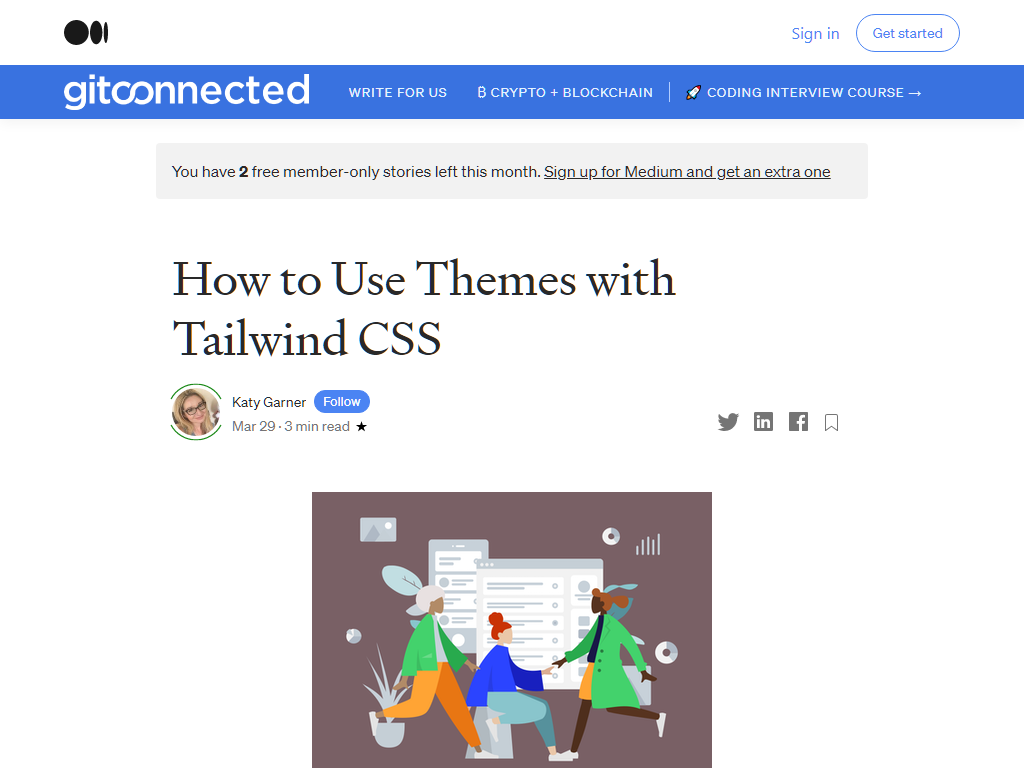 Sign in
Get started
gitconnected
WRITE FOR US
₿ CRYPTO + BLOCKCHAIN
🚀 CODING INTERVIEW COURSE →
You have 2 free member-only stories left this month. Sign up for Medium and get an extra one
How to Use Themes with
Tailwind CSS
Katy Garner
Follow
Mar 29 · 3 min read ★